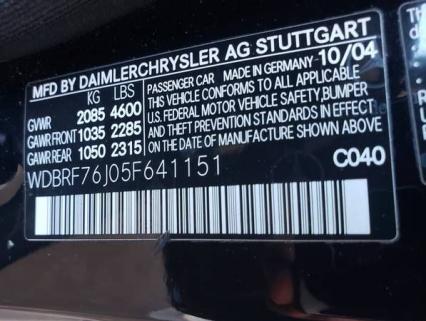 MFD BY DAIMLERCHRYSLER AG STUTTGART
KG LBS
GVWR 2085 4600
GAWR FRONT 1035 2285
GAWR REAR 1050 2315
PASSENGER CAR MADE IN GERMANY 10/04
THIS VEHICLE CONFORMS TO ALL APPLICABLE
U.S. FEDERAL MOTOR VEHICLE SAFETY, BUMPER
AND THEFT PREVENTION STANDARDS IN EFFECT
ON THE DATE OF MANUFACTURE SHOWN ABOVE.
WDBRF76J05F641151
C040